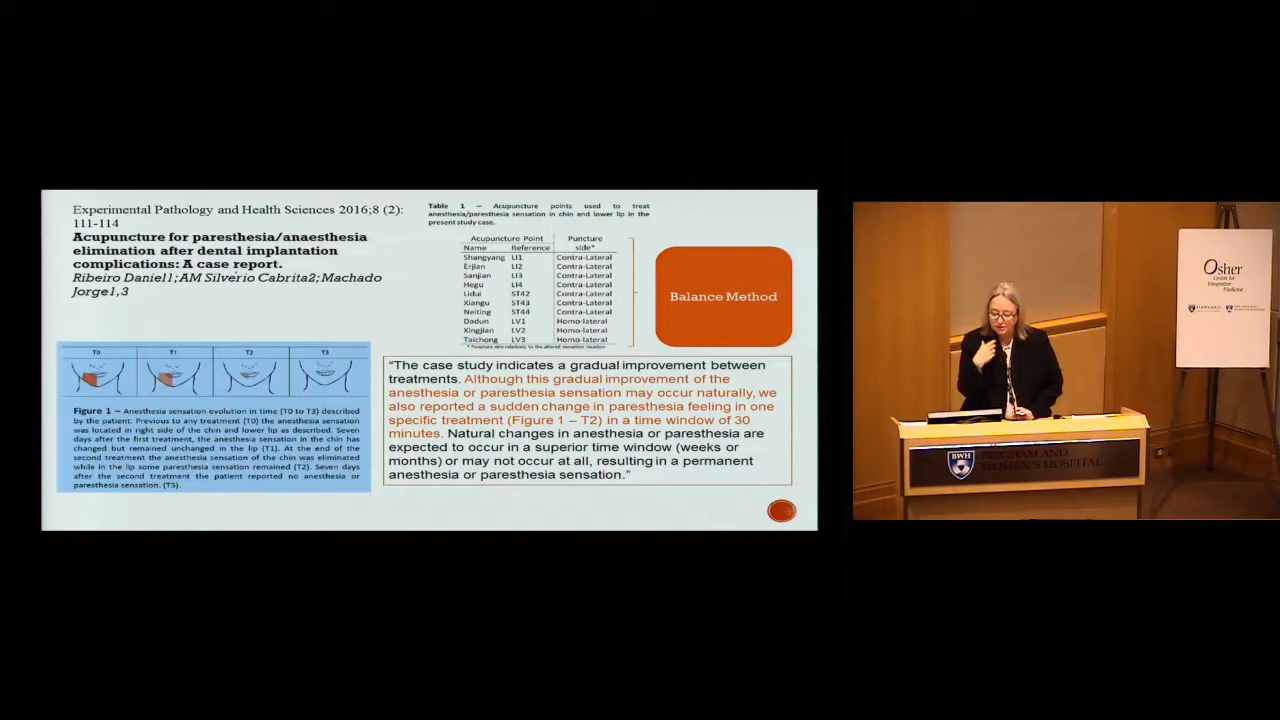 Experimental Pathology and Health Sciences 2016;8 (2):
111-114
Acupuncture for paresthesia/anaesthesia
elimination after dental implantation
complications: A case report.
Ribeiro Daniel1;AM Silvério Cabrita2;Machado
Jorge1,3
Table 1 – Acupuncture points used to treat
anesthesia/paresthesia sensation in chin and lower lip in the
present study case.
Acupuncture Point Puncture
Name Reference side*
Shangyang LI1 Contra-Lateral
Erjian LI2 Contra-Lateral
Sanjian LI3 Contra-Lateral
Hegu LI4 Contra-Lateral
Lidui ST42 Contra-Lateral
Xiangu ST43 Contra-Lateral
Neiting ST44 Contra-Lateral
Dadun LV1 Homo-lateral
Xingjian LV2 Homo-lateral
Taichong LV3 Homo-lateral
* Puncture side relatively to the altered sensation location
Balance Method
T0 T1 T2 T3
Figure 1 – Anesthesia sensation evolution in time (T0 to T3) described
by the patient. Previous to any treatment (T0) the anesthesia sensation
was located in right side of the chin and lower lip as described. Seven
days after the first treatment, the anesthesia sensation in the chin has
changed but remained unchanged in the lip (T1). At the end of the
second treatment the anesthesia sensation of the chin was eliminated
while in the lip some paresthesia sensation remained (T2). Seven days
after the second treatment the patient reported no anesthesia or
paresthesia sensation. (T3).
"The case study indicates a gradual improvement between
treatments. Although this gradual improvement of the
anesthesia or paresthesia sensation may occur naturally, we
also reported a sudden change in paresthesia feeling in one
specific treatment (Figure 1 – T2) in a time window of 30
minutes. Natural changes in anesthesia or paresthesia are
expected to occur in a superior time window (weeks or
months) or may not occur at all, resulting in a permanent
anesthesia or paresthesia sensation."
Osher
Center for
Integrative
Medicine
HARVARD
BWH
BRIGHAM AND
WOMEN'S HOSPITAL